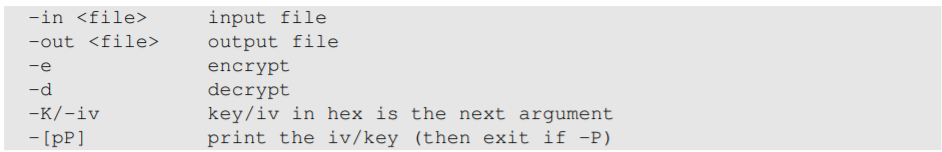 -in <file>     input file
-out <file>    output file
-e             encrypt
-d             decrypt
-K/-iv         key/iv in hex is the next argument
-[pP]          print the iv/key (then exit if -P)